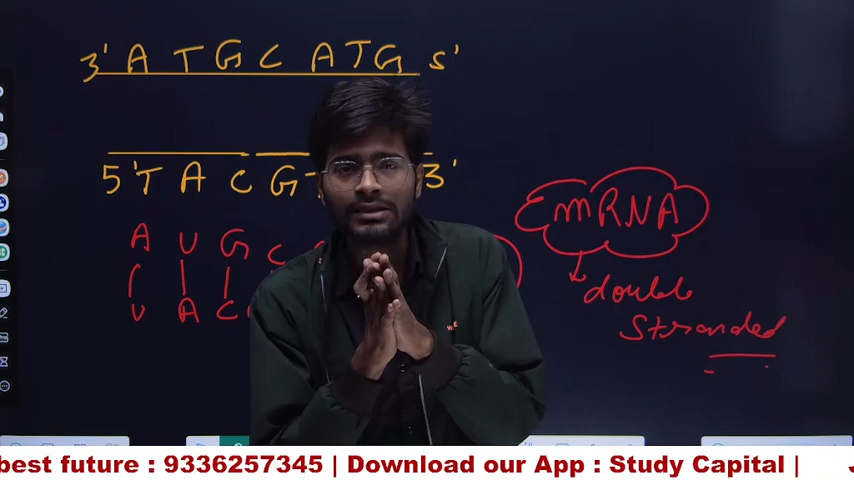 3' A T G C A T G 5'
5' T A C G 3'
A U G C
U A C
mRNA
double
Stranded
best future : 9336257345 | Download our App : Study Capital |